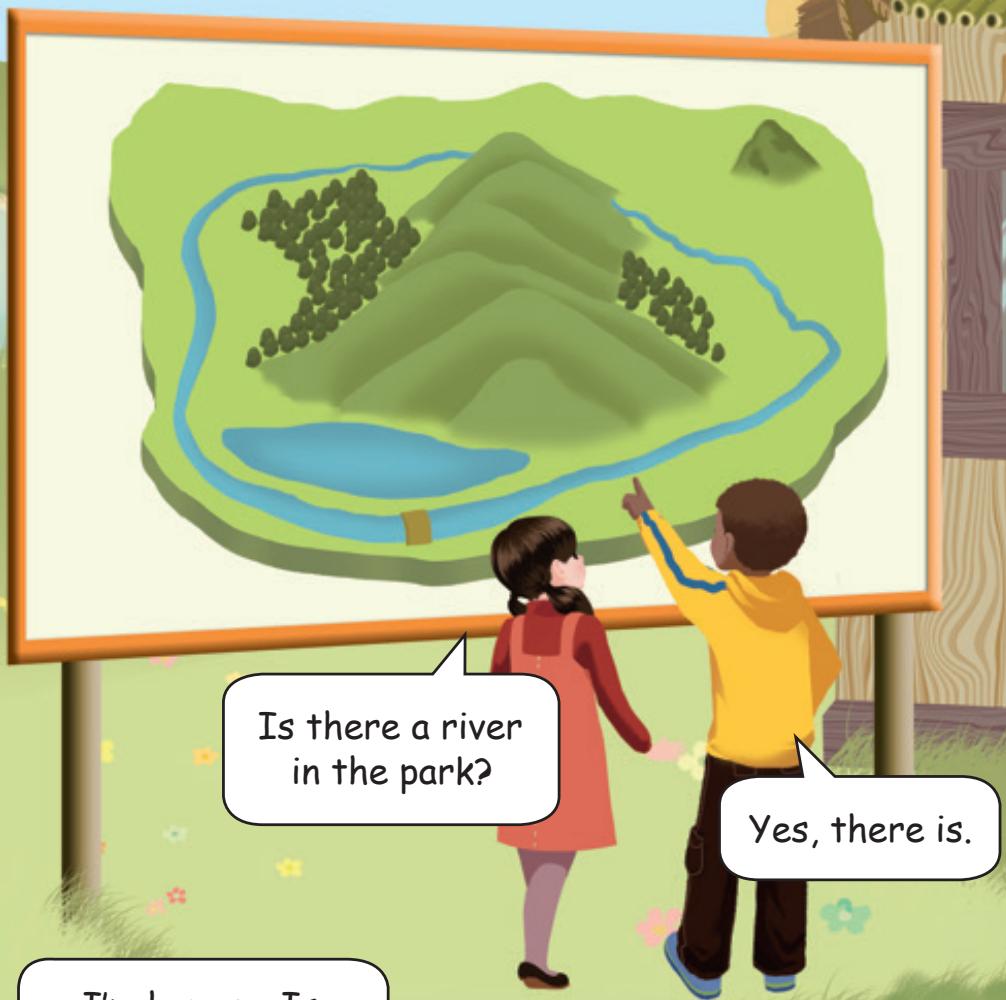 Is there a river
in the park?
Yes, there is.